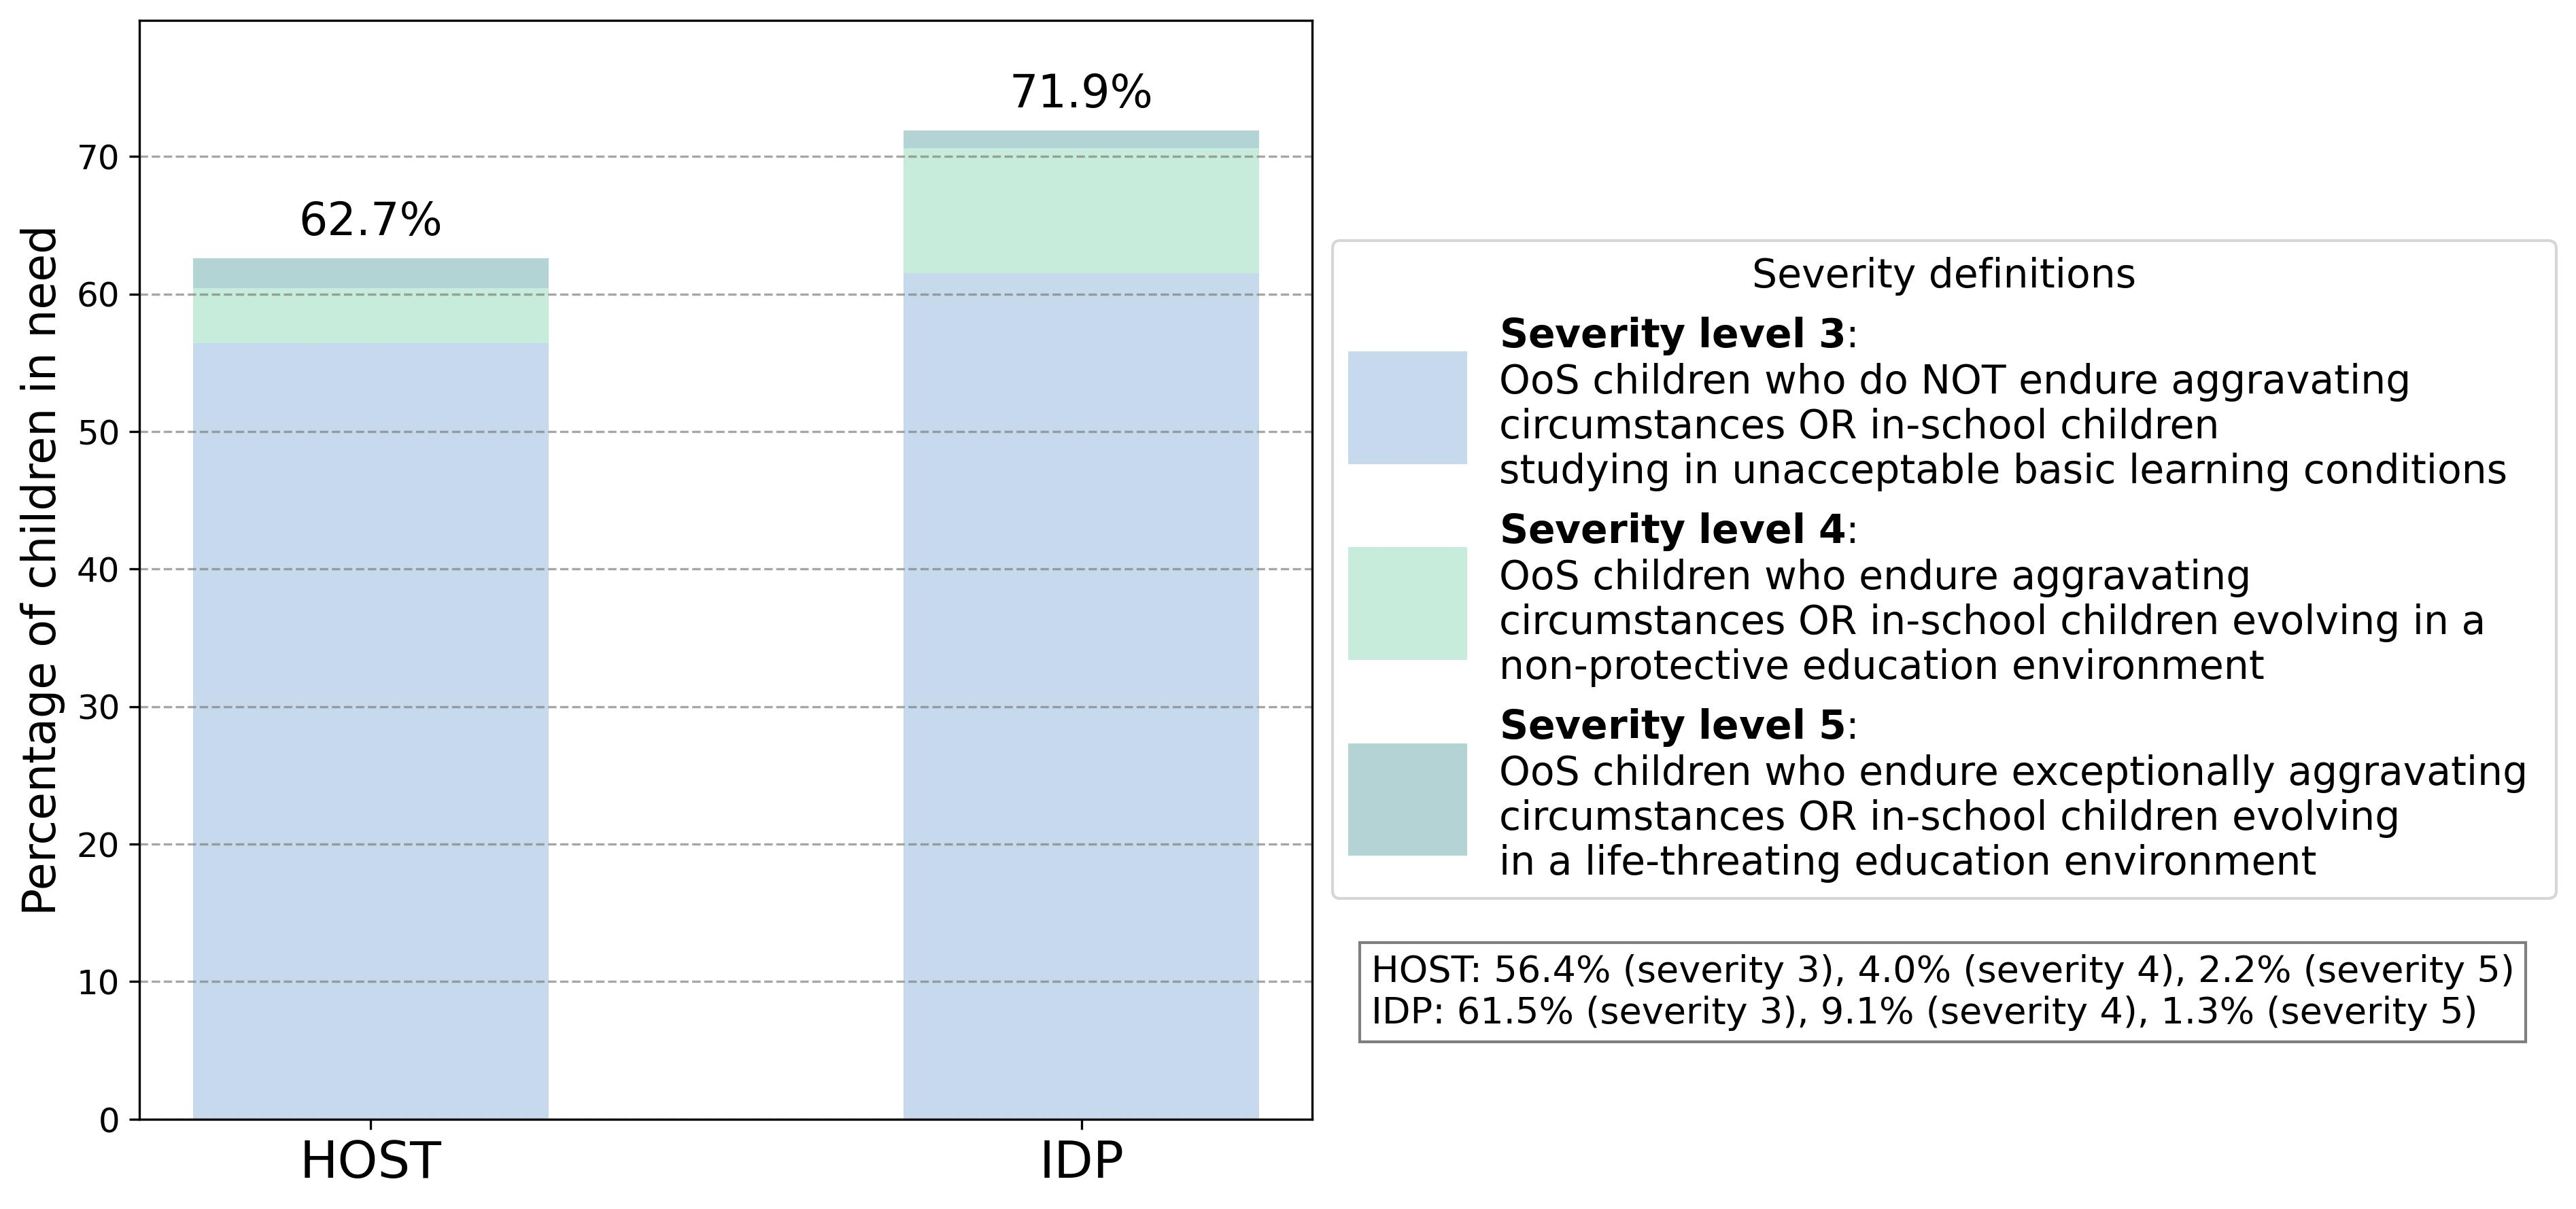 Percentage of children in need
70
60
50
40
30
20
10
0
62.7%
71.9%
HOST
IDP
Severity definitions
Severity level 3:
OoS children who do NOT endure aggravating
circumstances OR in-school children
studying in unacceptable basic learning conditions
Severity level 4:
OoS children who endure aggravating
circumstances OR in-school children evolving in a
non-protective education environment
Severity level 5:
OoS children who endure exceptionally aggravating
circumstances OR in-school children evolving
in a life-threating education environment
HOST: 56.4% (severity 3), 4.0% (severity 4), 2.2% (severity 5)
IDP: 61.5% (severity 3), 9.1% (severity 4), 1.3% (severity 5)